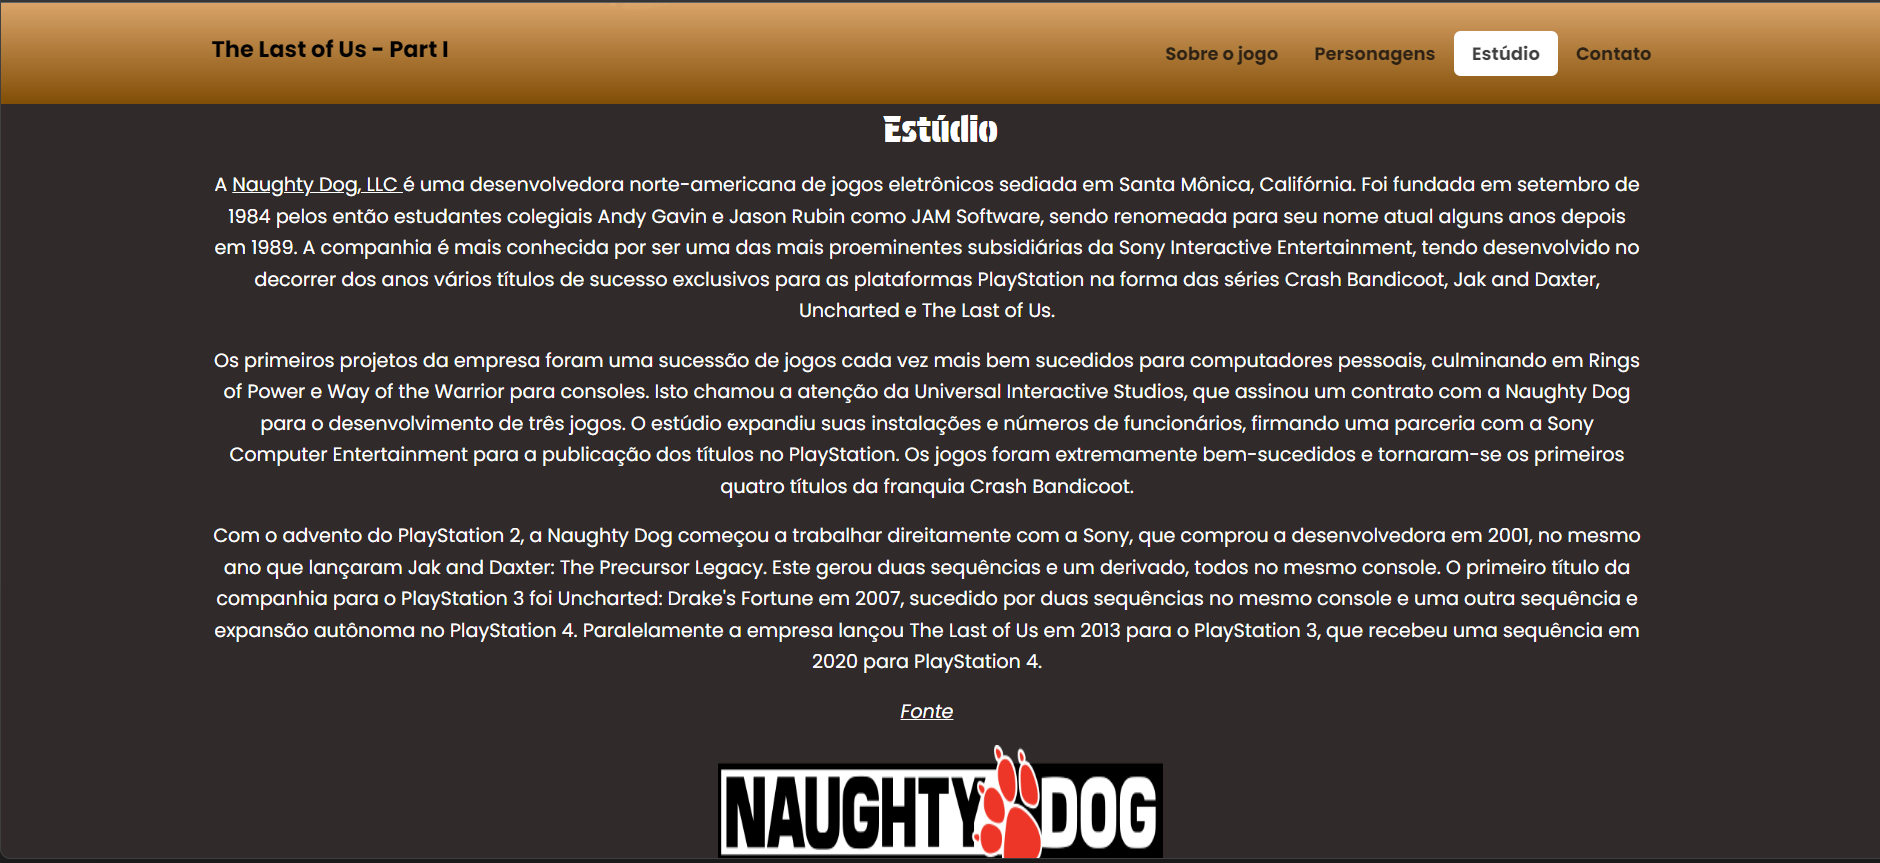 The Last of Us - Part I
Sobre o jogo Personagens Estúdio Contato
Estúdio
A Naughty Dog, LLC é uma desenvolvedora norte-americana de jogos eletrônicos sediada em Santa Mônica, Califórnia. Foi fundada em setembro de
1984 pelos então estudantes colegiais Andy Gavin e Jason Rubin como JAM Software, sendo renomeada para seu nome atual alguns anos depois
em 1989. A companhia é mais conhecida por ser uma das mais proeminentes subsidiárias da Sony Interactive Entertainment, tendo desenvolvido no
decorrer dos anos vários títulos de sucesso exclusivos para as plataformas PlayStation na forma das séries Crash Bandicoot, Jak and Daxter,
Uncharted e The Last of Us.
Os primeiros projetos da empresa foram uma sucessão de jogos cada vez mais bem sucedidos para computadores pessoais, culminando em Rings
of Power e Way of the Warrior para consoles. Isto chamou a atenção da Universal Interactive Studios, que assinou um contrato com a Naughty Dog
para o desenvolvimento de três jogos. O estúdio expandiu suas instalações e números de funcionários, firmando uma parceria com a Sony
Computer Entertainment para a publicação dos títulos no PlayStation. Os jogos foram extremamente bem-sucedidos e tornaram-se os primeiros
quatro títulos da franquia Crash Bandicoot.
Com o advento do PlayStation 2, a Naughty Dog começou a trabalhar direitamente com a Sony, que comprou a desenvolvedora em 2001, no mesmo
ano que lançaram Jak and Daxter: The Precursor Legacy. Este gerou duas sequências e um derivado, todos no mesmo console. O primeiro título da
companhia para o PlayStation 3 foi Uncharted: Drake's Fortune em 2007, sucedido por duas sequências no mesmo console e uma outra sequência e
expansão autônoma no PlayStation 4. Paralelamente a empresa lançou The Last of Us em 2013 para o PlayStation 3, que recebeu uma sequência em
2020 para PlayStation 4.
Fonte
NAUGHTY DOG